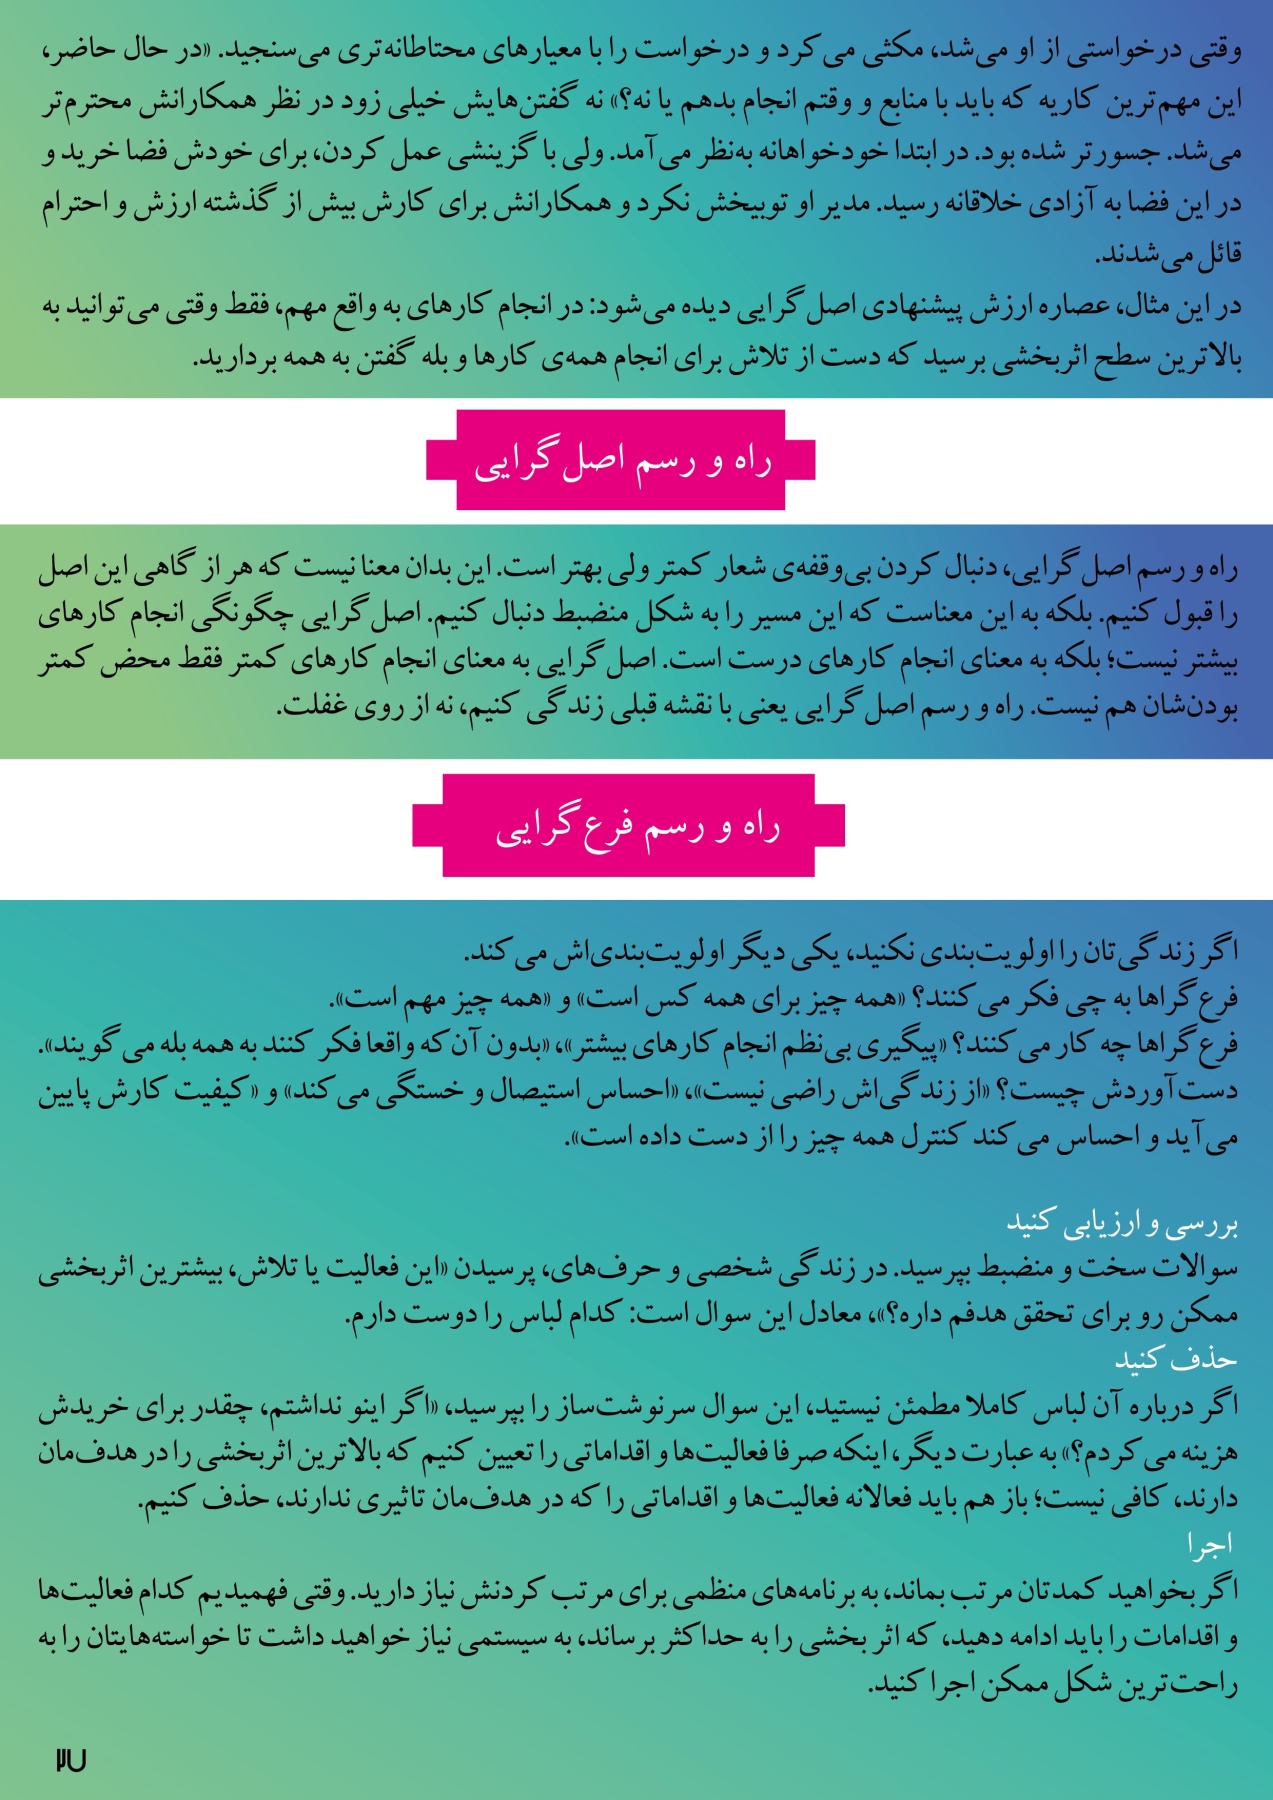 وقتی درخواستی از او می‌شد، مکثی می‌کرد و درخواست را با معیارهای محتاطانه‌تری می‌سنجید. «در حال حاضر،
این مهم‌ترین کاریه که باید با منابع و وقتم انجام بدهم یا نه؟» نه گفتن‌هایش خیلی زود در نظر همکارانش محترم‌تر
می‌شد. جسورتر شده بود. در ابتدا خودخواهانه به‌نظر می‌آمد. ولی با گزینشی عمل کردن، برای خودش فضا خرید و
در این فضا به آزادی خلاقانه رسید. مدیر او توبیخش نکرد و همکارانش برای کارش بیش از گذشته ارزش و احترام
قائل می‌شدند.
در این مثال، عصاره ارزش پیشنهادی اصل‌گرایی دیده می‌شود: در انجام کارهای به واقع مهم، فقط وقتی می‌توانید به
بالاترین سطح اثربخشی برسید که دست از تلاش برای انجام همه‌ی کارها و بله گفتن به همه بردارید.
راه و رسم اصل‌گرایی
راه و رسم اصل‌گرایی، دنبال کردن بی‌وقفه‌ی شعار کمتر ولی بهتر است. این بدان معنا نیست که هر از گاهی این اصل
را قبول کنیم. بلکه به این معناست که این مسیر را به شکل منضبط دنبال کنیم. اصل‌گرایی چگونگی انجام کارهای
بیشتر نیست؛ بلکه به معنای انجام کارهای درست است. اصل‌گرایی به معنای انجام کارهای کمتر فقط محض کمتر
بودن‌شان هم نیست. راه و رسم اصل‌گرایی یعنی با نقشه قبلی زندگی کنیم، نه از روی غفلت.
راه و رسم فرع‌گرایی
اگر زندگی‌تان را اولویت‌بندی نکنید، یکی دیگر اولویت‌بندی‌اش می‌کند.
فرع‌گراها به چی فکر می‌کنند؟ «همه چیز برای همه کس است» و «همه چیز مهم است».
فرع‌گراها چه کار می‌کنند؟ «پیگیری بی‌نظم انجام کارهای بیشتر»، «بدون آن‌که واقعا فکر کنند به همه بله می‌گویند».
دست‌آوردش چیست؟ «از زندگی‌اش راضی نیست»، «احساس استیصال و خستگی می‌کند» و «کیفیت کارش پایین
می‌آید و احساس می‌کند کنترل همه چیز را از دست داده است».
بررسی و ارزیابی کنید
سوالات سخت و منضبط بپرسید. در زندگی شخصی و حرف‌های، پرسیدن «این فعالیت یا تلاش، بیشترین اثربخشی
ممکن رو برای تحقق هدفم داره؟»، معادل این سوال است: کدام لباس را دوست دارم.
حذف کنید
اگر درباره آن لباس کاملا مطمئن نیستید، این سوال سرنوشت‌ساز را بپرسید، «اگر اینو نداشتم، چقدر برای خریدش
هزینه می‌کردم؟» به عبارت دیگر، اینکه صرفا فعالیت‌ها و اقداماتی را تعیین کنیم که بالاترین اثربخشی را در هدف‌مان
دارند، کافی نیست؛ باز هم باید فعالانه فعالیت‌ها و اقداماتی را که در هدف‌مان تاثیری ندارند، حذف کنیم.
اجرا
اگر بخواهید کمدتان مرتب بماند، به برنامه‌های منظمی برای مرتب کردنش نیاز دارید. وقتی فهمیدیم کدام فعالیت‌ها
و اقدامات را باید ادامه دهید، که اثر بخشی را به حداکثر برساند، به سیستمی نیاز خواهید داشت تا خواسته‌هایتان را به
راحت‌ترین شکل ممکن اجرا کنید.